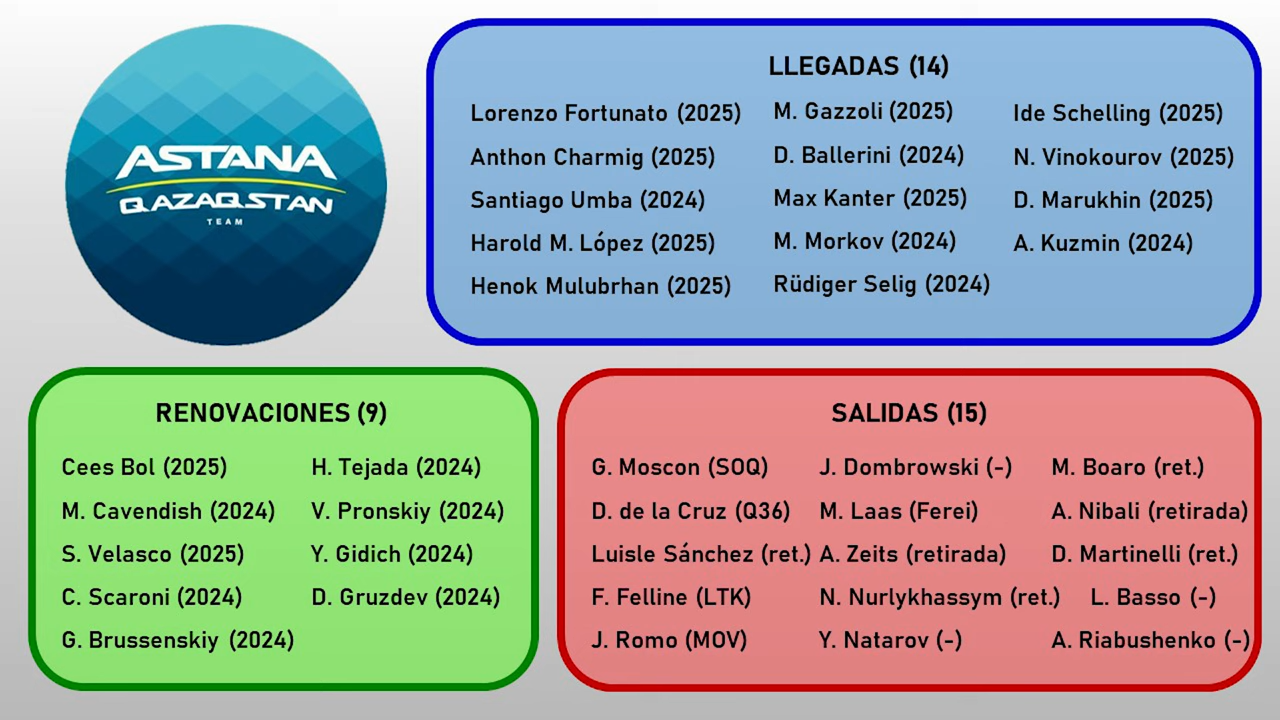 ASTANA
QAZAQSTAN
TEAM
LLEGADAS (14)
Lorenzo Fortunato (2025)
Anthon Charmig (2025)
Santiago Umba (2024)
Harold M. López (2025)
Henok Mulubrhan (2025)
M. Gazzoli (2025)
D. Ballerini (2024)
Max Kanter (2025)
M. Morkov (2024)
Rüdiger Selig (2024)
Ide Schelling (2025)
N. Vinokourov (2025)
D. Marukhin (2025)
A. Kuzmin (2024)
RENOVACIONES (9)
Cees Bol (2025)
M. Cavendish (2024)
S. Velasco (2025)
C. Scaroni (2024)
G. Brussenskiy (2024)
H. Tejada (2024)
V. Pronskiy (2024)
Y. Gidich (2024)
D. Gruzdev (2024)
SALIDAS (15)
G. Moscon (SOQ)
D. de la Cruz (Q36)
Luisle Sánchez (ret.)
F. Felline (LTK)
J. Romo (MOV)
J. Dombrowski (-)
M. Laas (Ferei)
A. Zeits (retirada)
N. Nurlykhassym (ret.)
Y. Natarov (-)
M. Boaro (ret.)
A. Nibali (retirada)
D. Martinelli (ret.)
L. Basso (-)
A. Riabushenko (-)